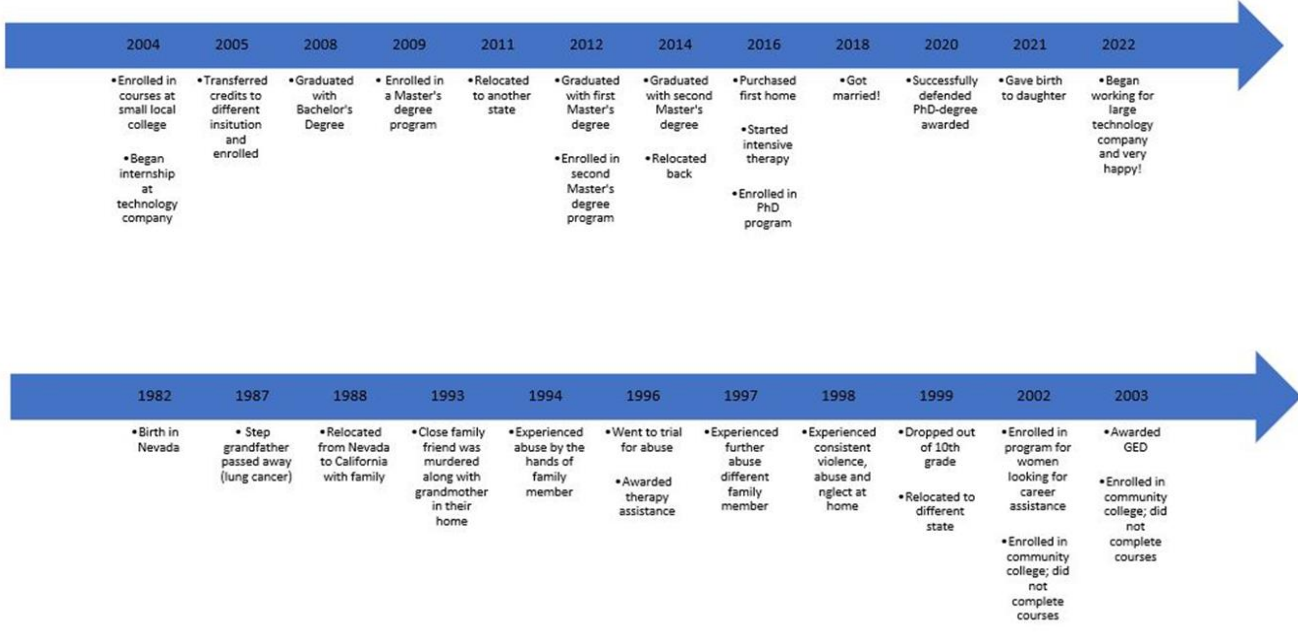 2004 2005 2008 2009 2011 2012 2014 2016 2018 2020 2021 2022
•Enrolled in
courses at
small local
college
•Began
internship
at
technology
company
•Transferred
credits to
different
insitution
and
enrolled
•Graduated
with
Bachelor's
Degree
• Enrolled in
a Master's
degree
program
•Relocated
to another
state
•Graduated
with first
Master's
degree
•Enrolled in
second
Master's
degree
program
•Graduated
with second
Master's
degree
•Relocated
back
•Purchased
first home
•Started
intensive
therapy
•Enrolled in
PhD
program
•Got
married!
•Successfully
defended
PhD-degree
awarded
•Gave birth
to daughter
•Began
working for
large
technology
company
and very
happy!
1982 1987 1988 1993 1994 1996 1997 1998 1999 2002 2003
•Birth in
Nevada
• Step
grandfather
passed away
(lung cancer)
•Relocated
from Nevada
to California
with family
•Close family
friend was
murdered
along with
grandmother
in their
home
•Experienced
abuse by the
hands of
family
member
•Went to trial
for abuse
•Awarded
therapy
assistance
•Experienced
further
abuse
different
family
member
•Experienced
consistent
violence,
abuse and
nglect at
home
•Dropped out
of 10th
grade
•Relocated to
different
state
•Enrolled in
program for
women
looking for
career
assistance
•Enrolled in
community
college; did
not
complete
courses
•Awarded
GED
•Enrolled in
community
college; did
not
complete
courses